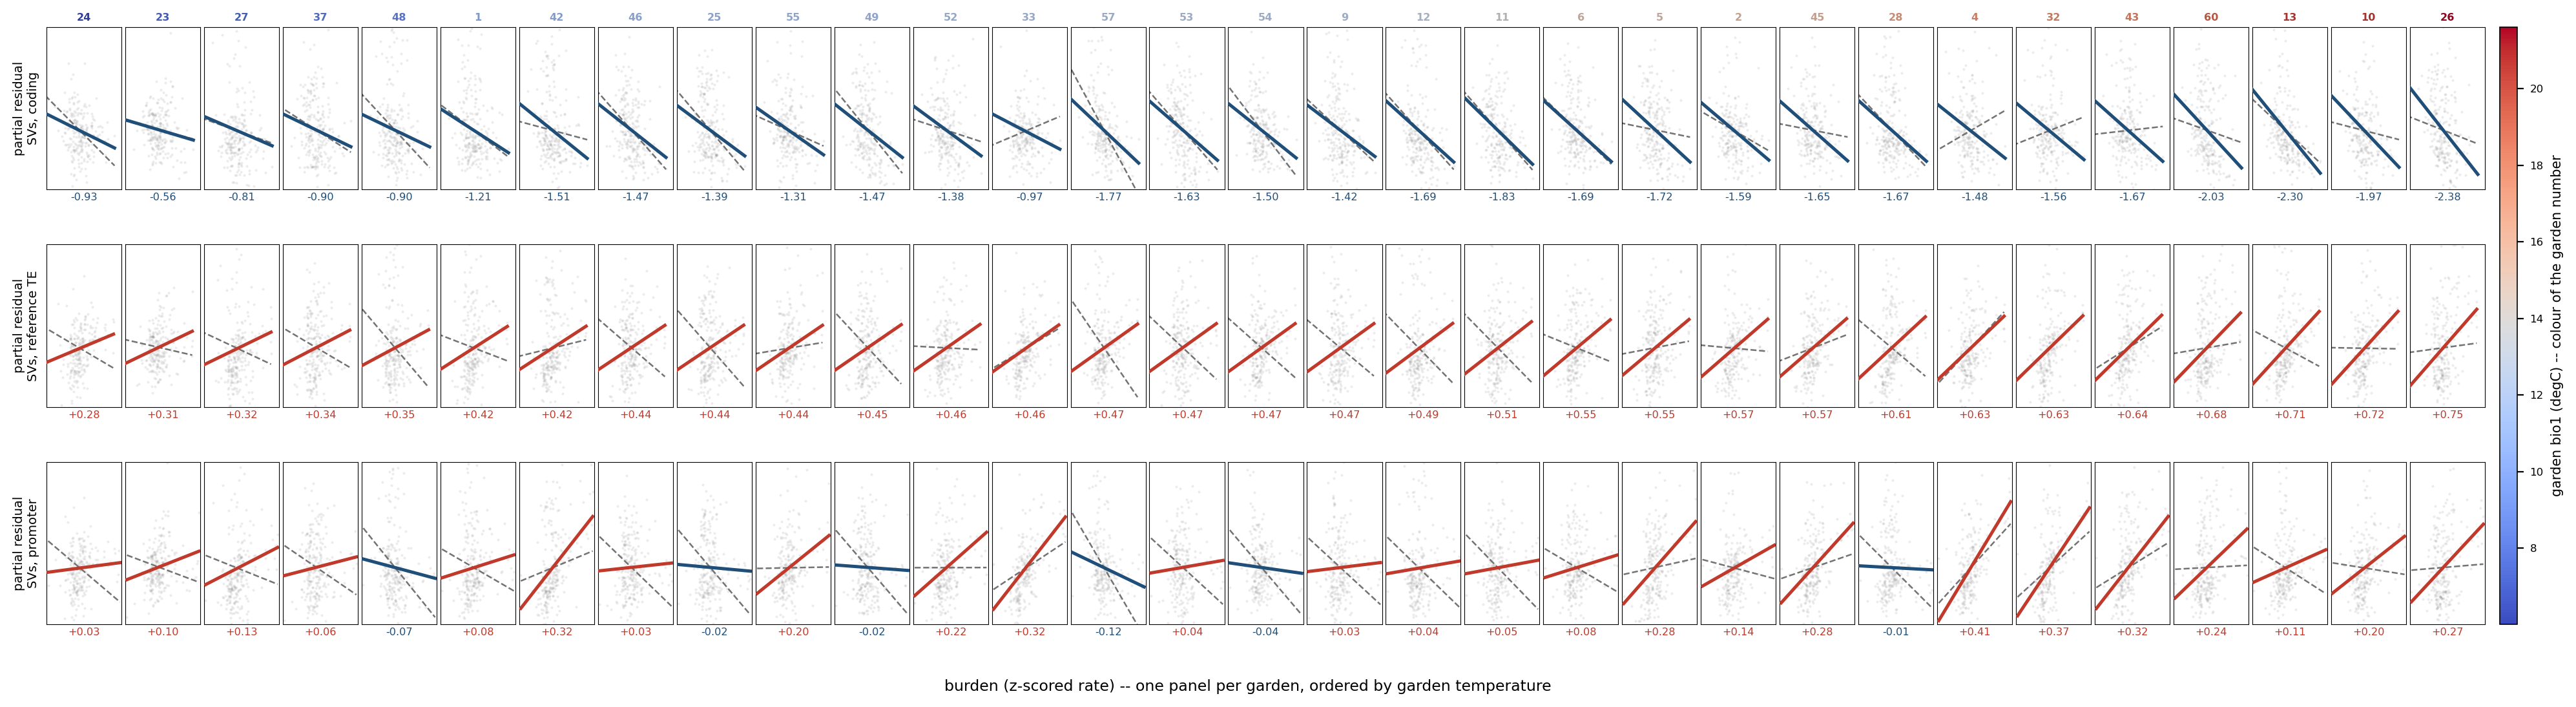 24 23 27 37 48 1 42 46 25 55 49 52 33 57 53 54 9 12 11 6 5 2 45 28 4 32 43 60 13 10 26
partial residual
SVs, coding
-0.93 -0.56 -0.81 -0.90 -0.90 -1.21 -1.51 -1.47 -1.39 -1.31 -1.47 -1.38 -0.97 -1.77 -1.63 -1.50 -1.42 -1.69 -1.83 -1.69 -1.72 -1.59 -1.65 -1.67 -1.48 -1.56 -1.67 -2.03 -2.30 -1.97 -2.38
partial residual
SVs, reference TE
+0.28 +0.31 +0.32 +0.34 +0.35 +0.42 +0.42 +0.44 +0.44 +0.44 +0.45 +0.46 +0.46 +0.47 +0.47 +0.47 +0.47 +0.49 +0.51 +0.55 +0.55 +0.57 +0.57 +0.61 +0.63 +0.63 +0.64 +0.68 +0.71 +0.72 +0.75
partial residual
SVs, promoter
+0.03 +0.10 +0.13 +0.06 -0.07 +0.08 +0.32 +0.03 -0.02 +0.20 -0.02 +0.22 +0.32 -0.12 +0.04 -0.04 +0.03 +0.04 +0.05 +0.08 +0.28 +0.14 +0.28 -0.01 +0.41 +0.37 +0.32 +0.24 +0.11 +0.20 +0.27
burden (z-scored rate) -- one panel per garden, ordered by garden temperature
20
18
16
14
12
10
8
garden bio1 (degC) -- colour of the garden number